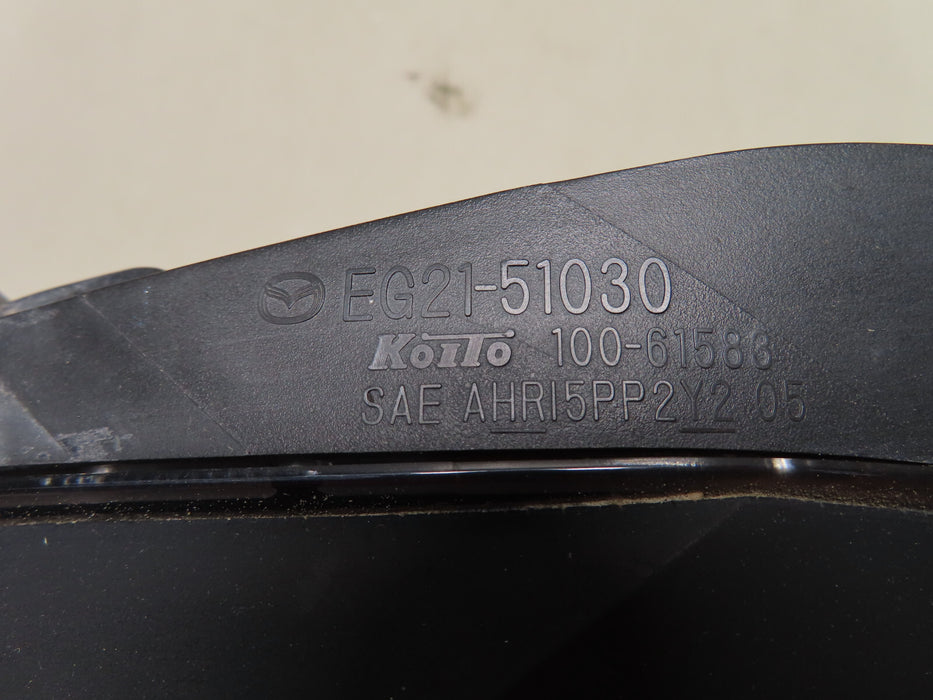 EG21-51030
KOITO 100-61588
SAE AHRI5PP2Y2 05